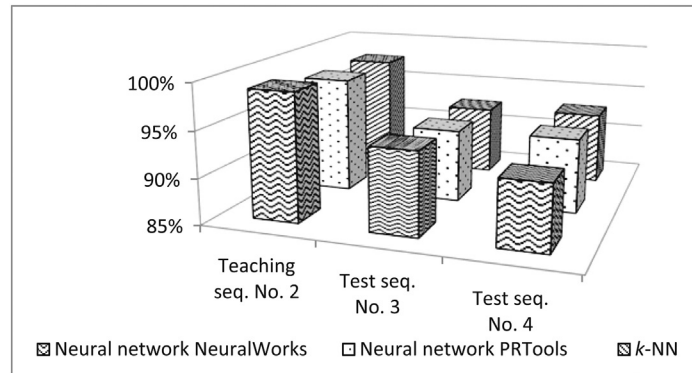 100%
95%
90%
85%
Teaching
seq. No. 2
Test seq.
No. 3
Test seq.
No. 4
Neural network NeuralWorks
Neural network PRTools
k-NN